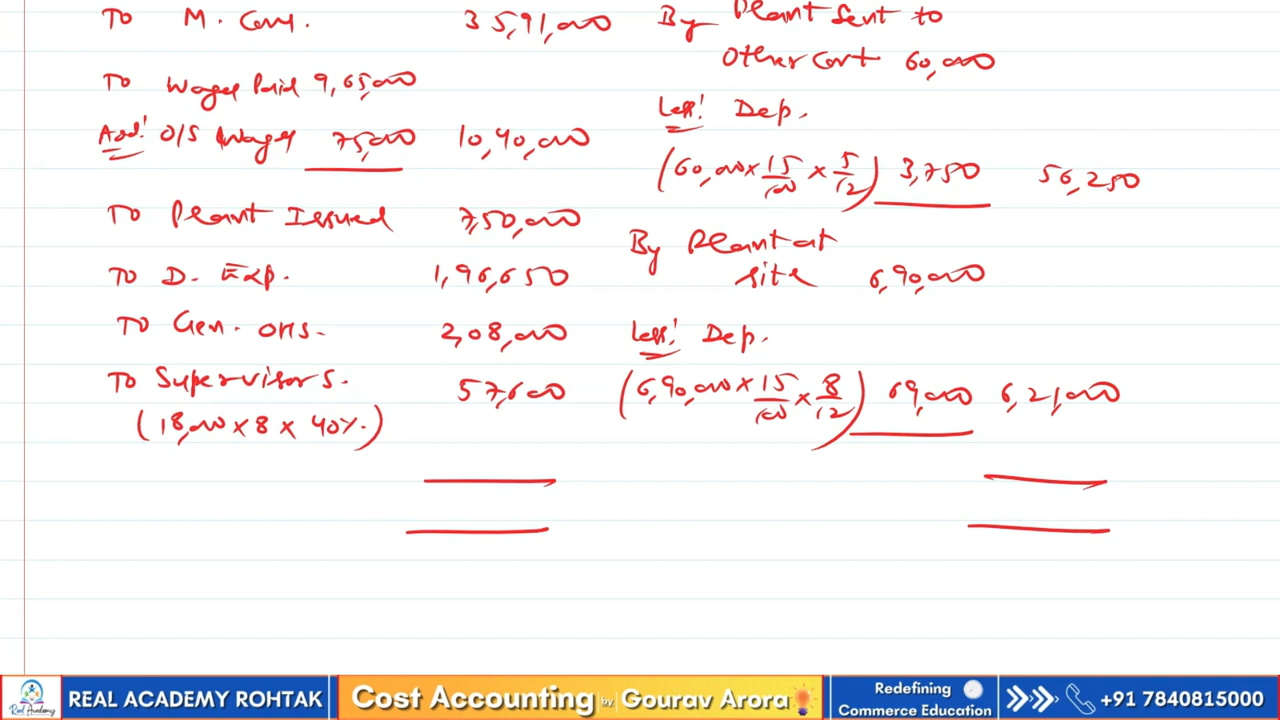 To M. Con. 35,91,000 By Plant Sent to
Other Cont 60,000
To Wages Paid 9,65,000
Less! Dep.
Add! O/S Wages 75,000 10,40,000
(60,000 x 15/100 x 5/12) 3,750 56,250
To Plant Issued 7,50,000
By Plant at
site 6,90,000
To D. Exp. 1,96,650
To Gen. OHS. 2,08,000 Less! Dep.
To Supervisor S. 57,600 (6,90,000 x 15/100 x 8/12) 69,000 6,21,000
(18,000 x 8 x 40%.)
Real Academy
REAL ACADEMY ROHTAK
Cost Accounting by Gourav Arora
Redefining
Commerce Education
+91 7840815000